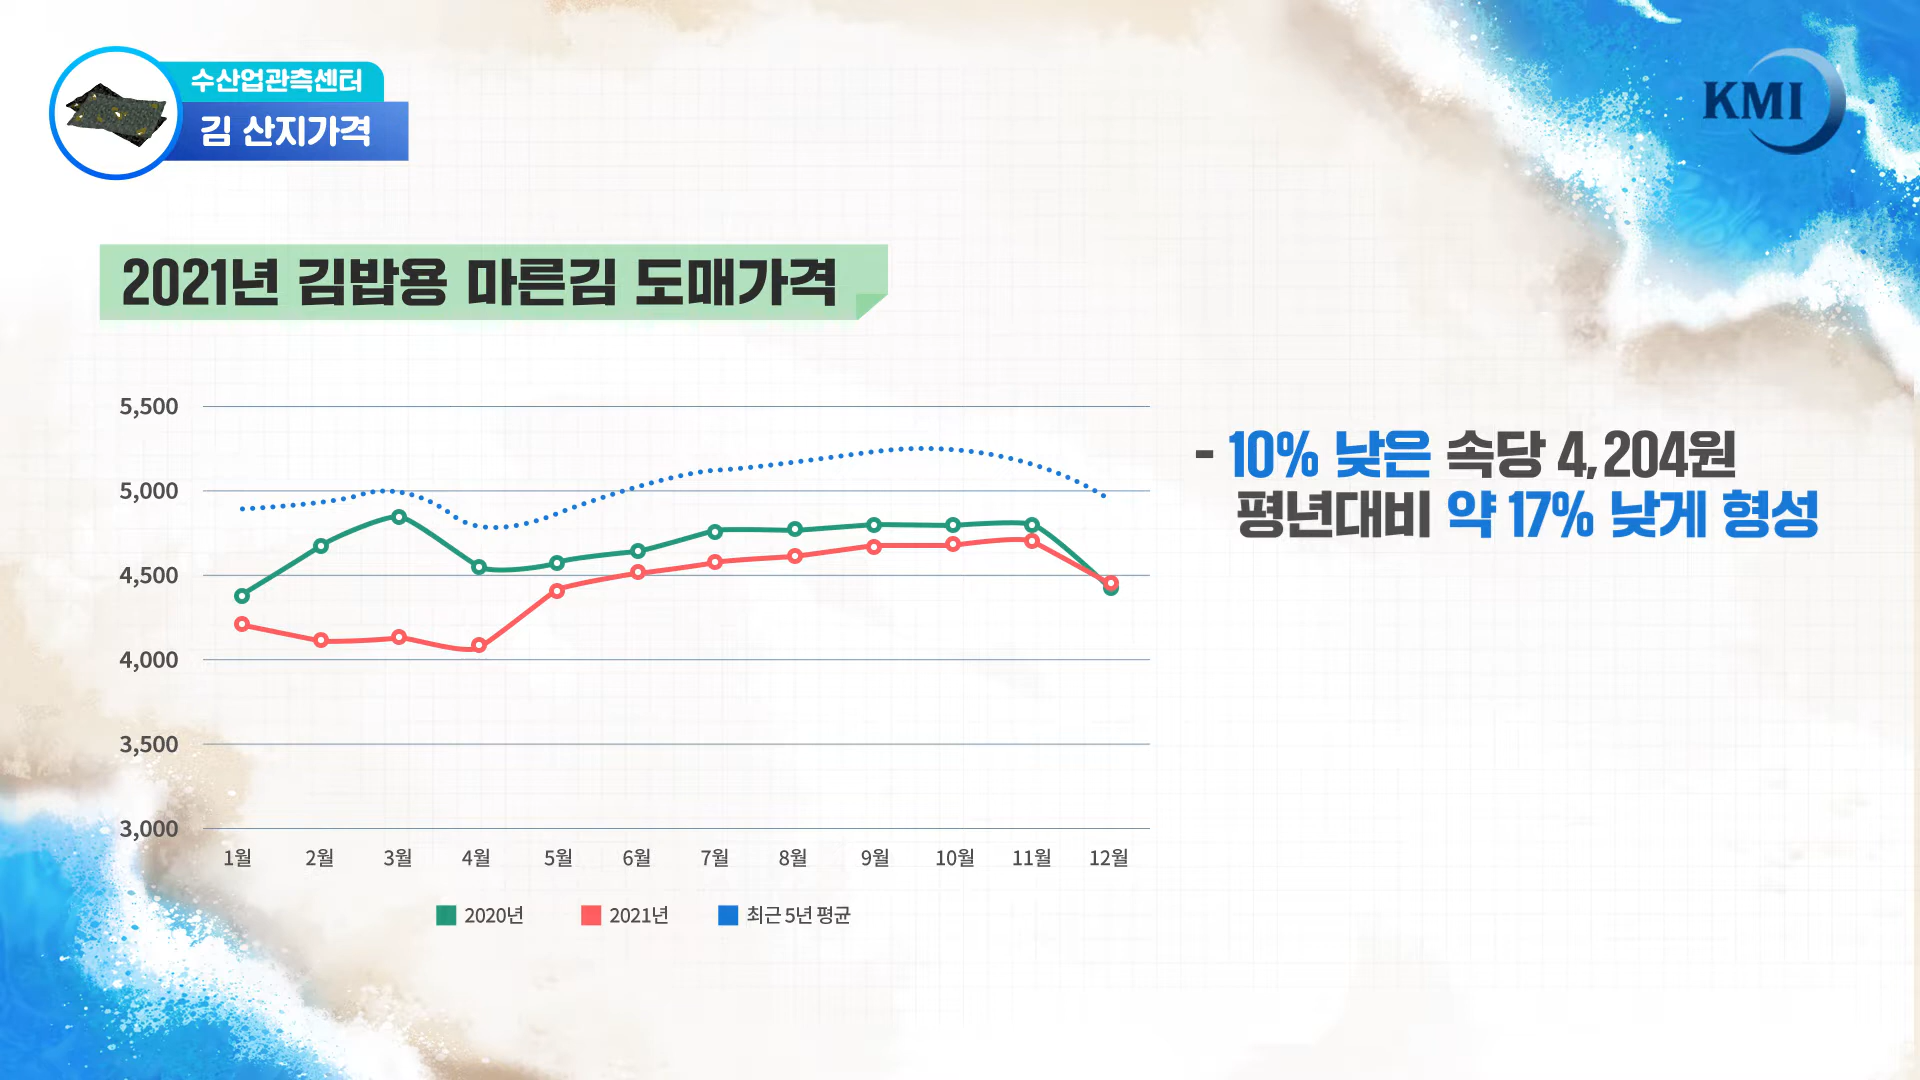 수산업관측센터
김 산지가격
KMI
2021년 김밥용 마른김 도매가격
5,500
5,000
4,500
4,000
3,500
3,000
1월 2월 3월 4월 5월 6월 7월 8월 9월 10월 11월 12월
2020년 2021년 최근 5년 평균
- 10% 낮은 속당 4,204원
평년대비 약 17% 낮게 형성